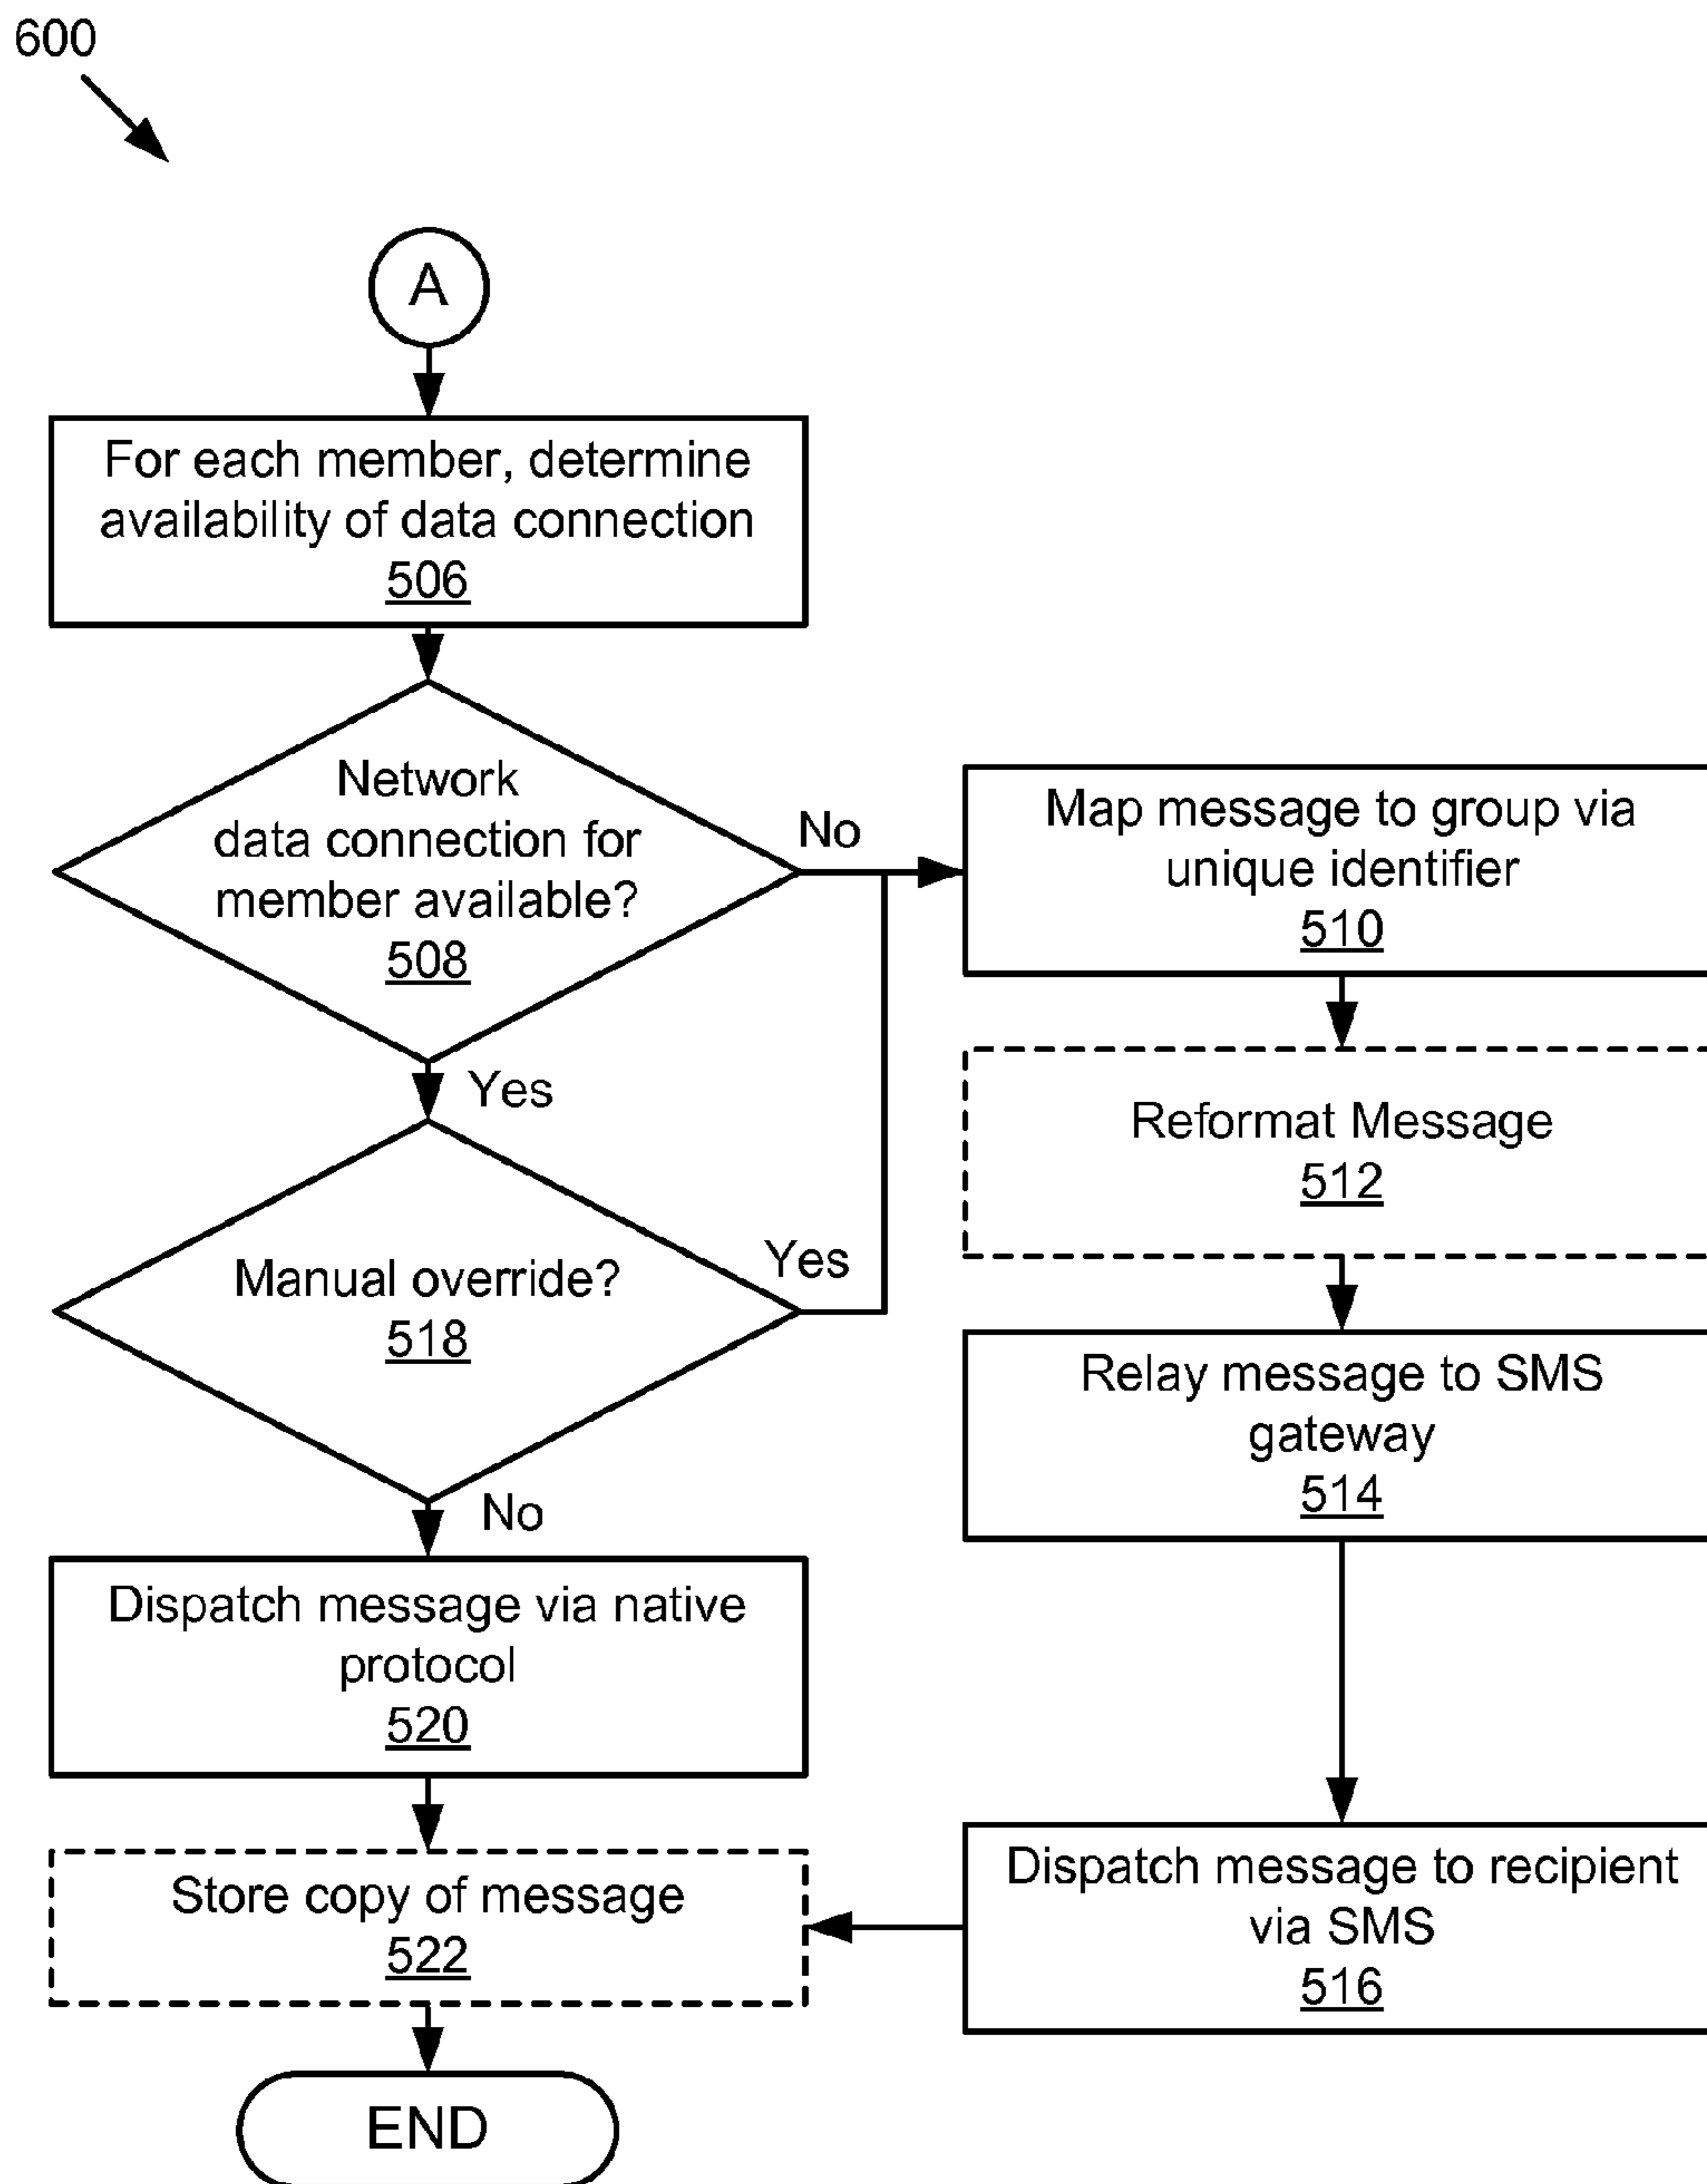 600
A
For each member, determine
availability of data connection
506
Network
data connection for
member available?
508
No
Yes
Map message to group via
unique identifier
510
Reformat Message
512
Manual override?
518
Yes
No
Relay message to SMS
gateway
514
Dispatch message via native
protocol
520
Dispatch message to recipient
via SMS
516
Store copy of message
522
END